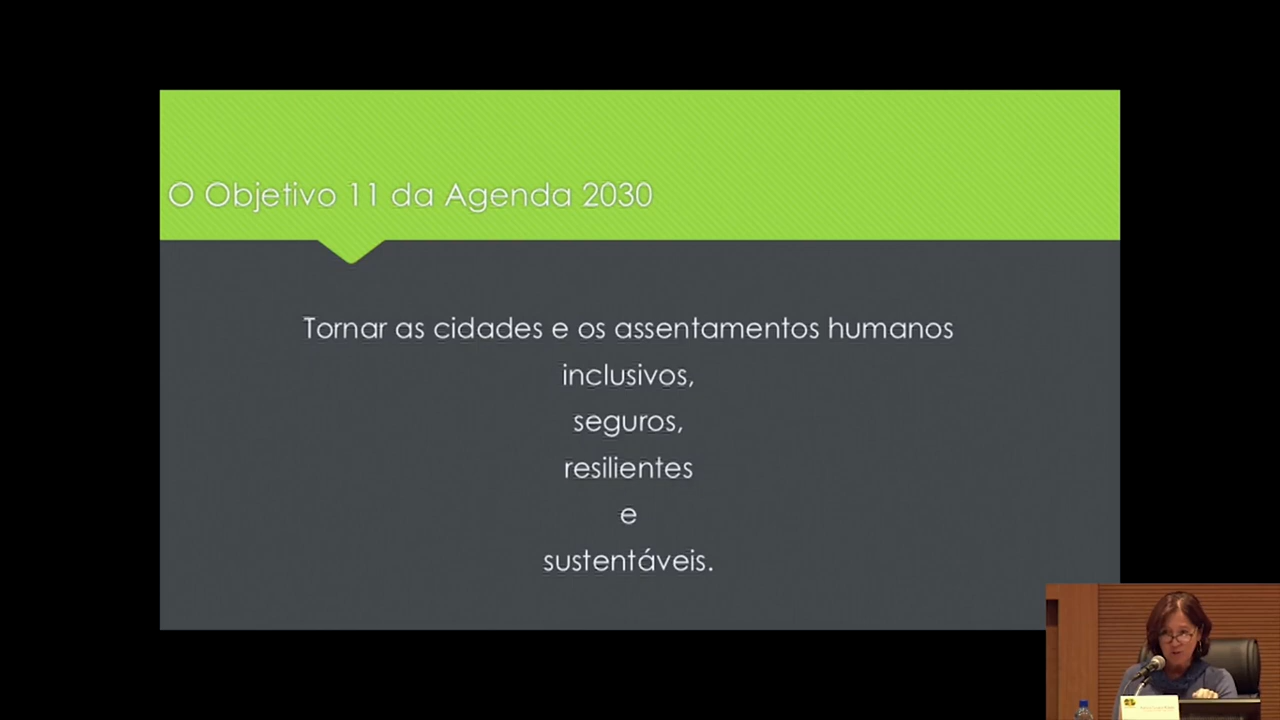 O Objetivo 11 da Agenda 2030
Tornar as cidades e os assentamentos humanos
inclusivos,
seguros,
resilientes
e
sustentáveis.